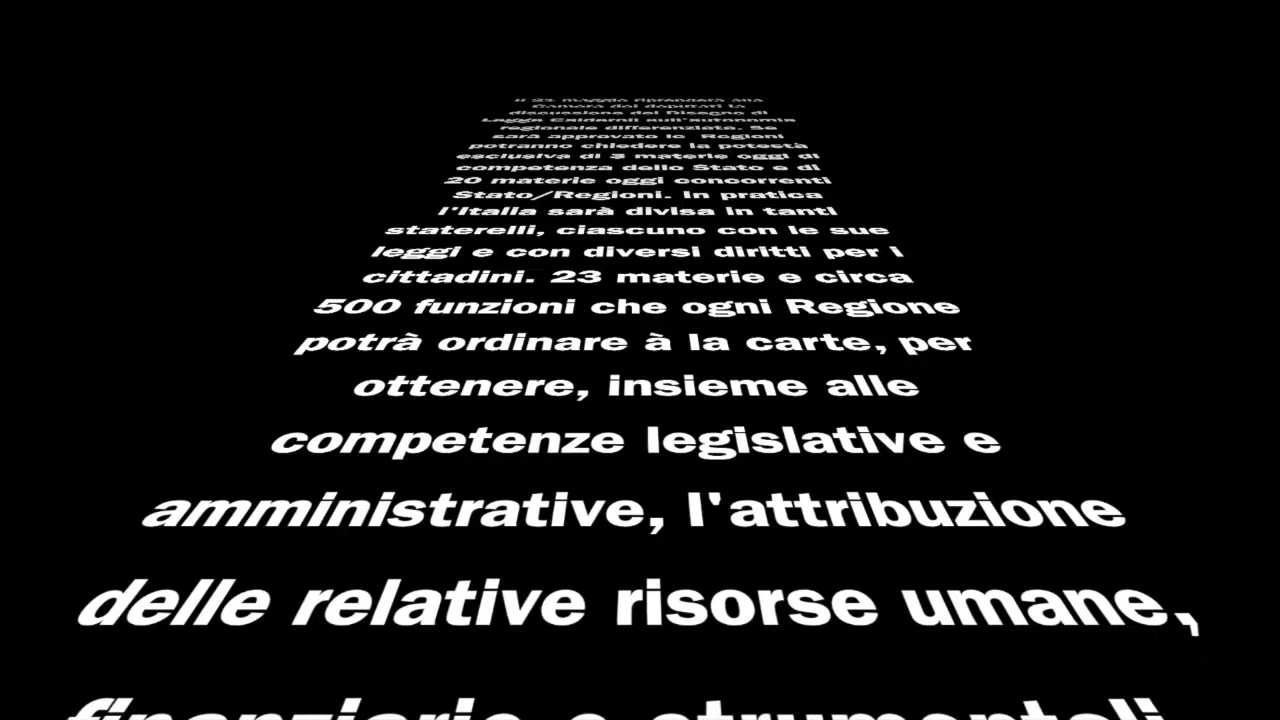 Il 23 maggio riprenderà alla
Camera dei deputati la
discussione del Disegno di
Legge Calderoli sull'autonomia
regionale differenziata. Se
sarà approvato le Regioni
potranno chiedere la potestà
esclusiva di 3 materie oggi di
competenza dello Stato e di
20 materie oggi concorrenti
Stato/Regioni. In pratica
l'Italia sarà divisa in tanti
staterelli, ciascuno con le sue
leggi e con diversi diritti per i
cittadini. 23 materie e circa
500 funzioni che ogni Regione
potrà ordinare à la carte, per
ottenere, insieme alle
competenze legislative e
amministrative, l'attribuzione
delle relative risorse umane,
finanziarie e strumentali